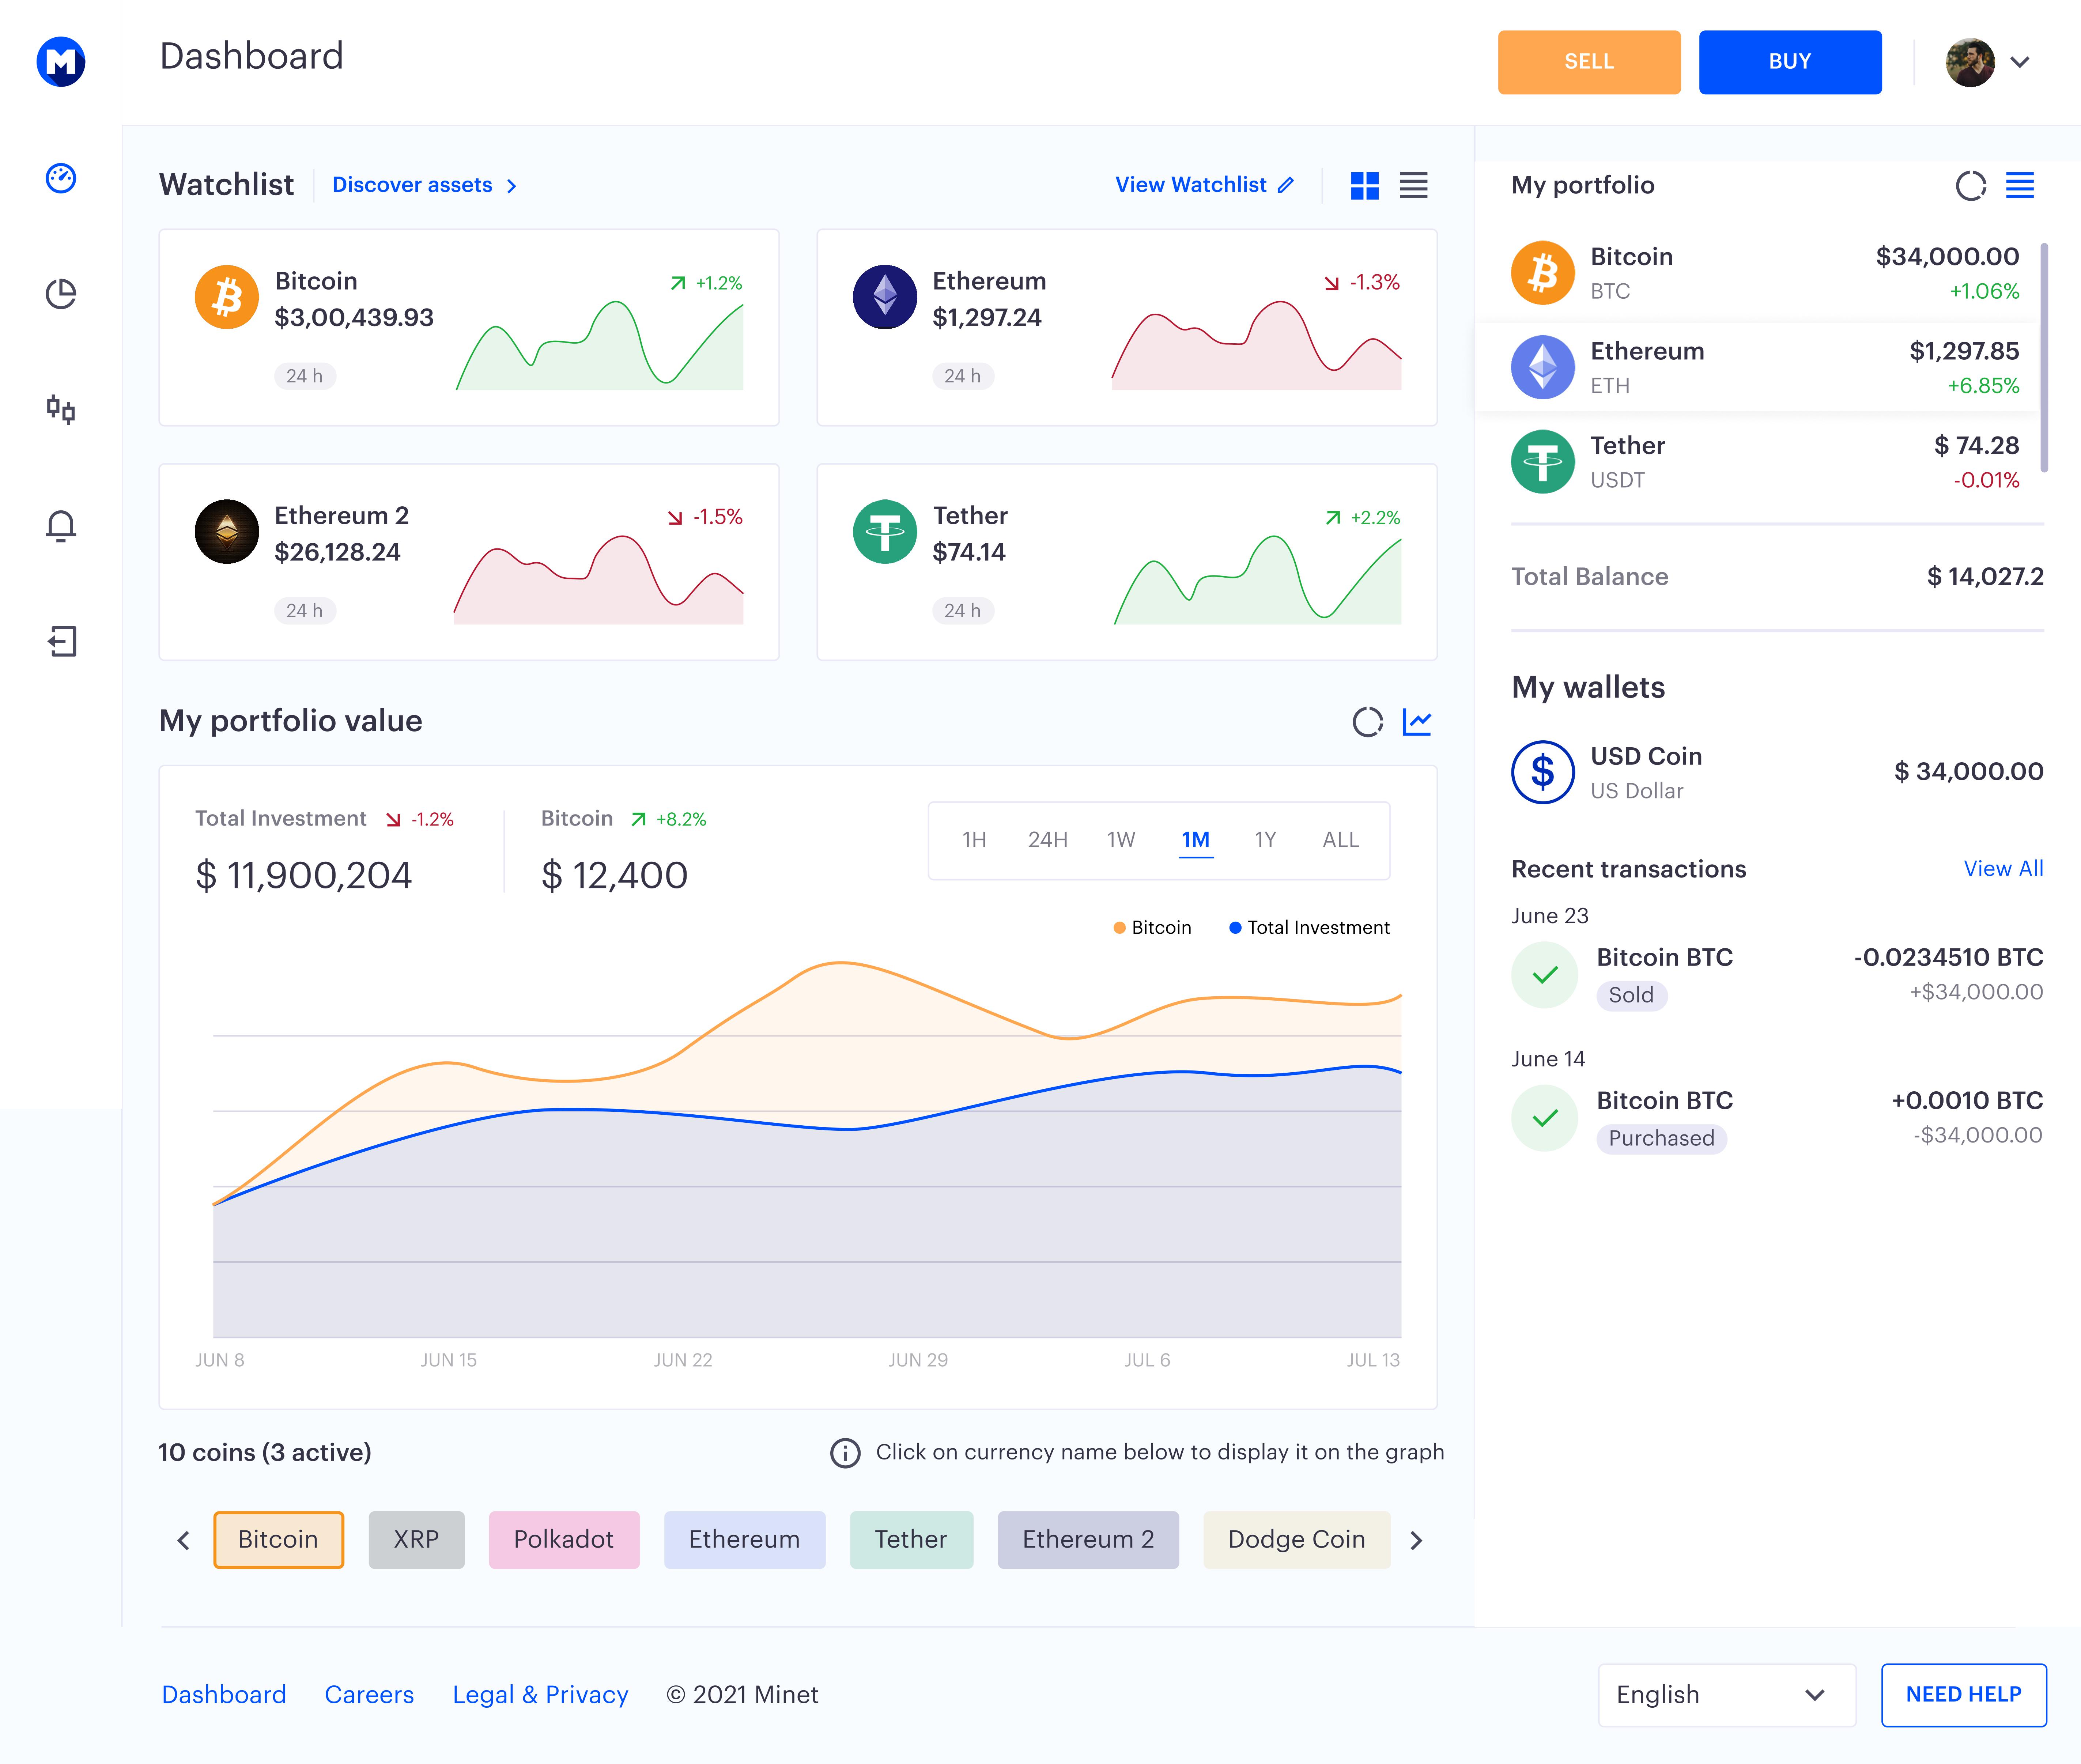 M
Dashboard
SELL
BUY
Watchlist
Discover assets
View Watchlist
Bitcoin
$3,00,439.93
24 h
+1.2%
Ethereum
$1,297.24
24 h
-1.3%
Ethereum 2
$26,128.24
24 h
-1.5%
Tether
$74.14
24 h
+2.2%
My portfolio value
Total Investment -1.2%
$ 11,900,204
Bitcoin +8.2%
$ 12,400
1H 24H 1W 1M 1Y ALL
Bitcoin Total Investment
JUN 8 JUN 15 JUN 22 JUN 29 JUL 6 JUL 13
10 coins (3 active)
Click on currency name below to display it on the graph
Bitcoin XRP Polkadot Ethereum Tether Ethereum 2 Dodge Coin
My portfolio
Bitcoin $34,000.00
BTC +1.06%
Ethereum $1,297.85
ETH +6.85%
Tether $ 74.28
USDT -0.01%
Total Balance $ 14,027.2
My wallets
USD Coin
US Dollar
$ 34,000.00
Recent transactions View All
June 23
Bitcoin BTC -0.0234510 BTC
Sold +$34,000.00
June 14
Bitcoin BTC +0.0010 BTC
Purchased -$34,000.00
Dashboard Careers Legal & Privacy © 2021 Minet
English
NEED HELP